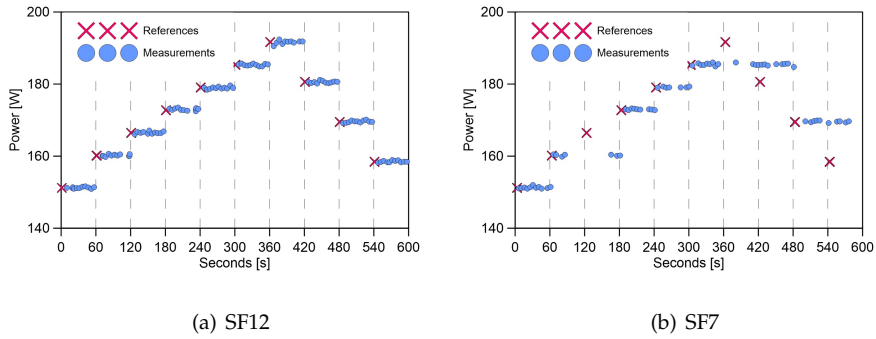 200
180
160
140
Power [W]
References
Measurements
0 60 120 180 240 300 360 420 480 540 600
Seconds [s]
(a) SF12
200
180
160
140
Power [W]
References
Measurements
0 60 120 180 240 300 360 420 480 540 600
Seconds [s]
(b) SF7